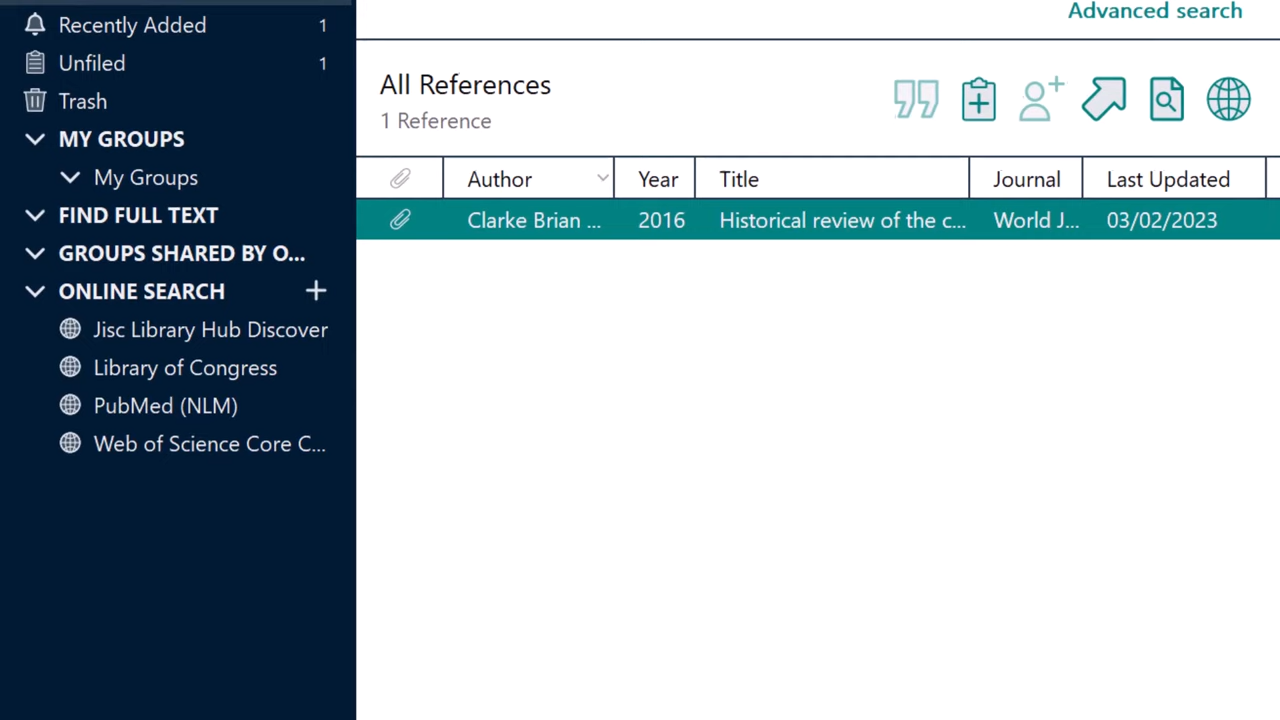 Recently Added 1
Unfiled 1
Trash
MY GROUPS
My Groups
FIND FULL TEXT
GROUPS SHARED BY O...
ONLINE SEARCH
Jisc Library Hub Discover
Library of Congress
PubMed (NLM)
Web of Science Core C...
Advanced search
All References
1 Reference
Author Year Title Journal Last Updated
Clarke Brian ... 2016 Historical review of the c... World J... 03/02/2023